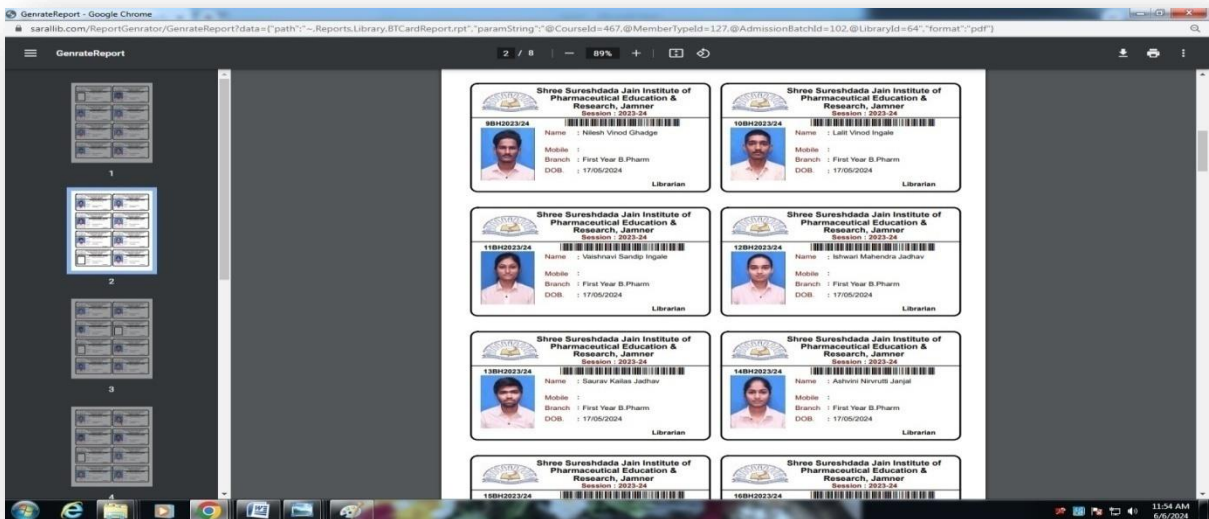 GenrateReport - Google Chrome
sarallib.com/ReportGenrator/GenrateReport?data={"path":"~.Reports.Library.BTCardReport.rpt","paramString":"@CourseId=467,@MemberTypeId=127,@AdmissionBatchId=102,@LibraryId=64","format":"pdf"}
GenrateReport
2 / 8
89%
1
2
3
4
Shree Sureshdada Jain Institute of
Pharmaceutical Education &
Research, Jamner
Session : 2023-24
9BH2023/24
Name : Nilesh Vinod Ghadge
Mobile :
Branch : First Year B.Pharm
DOB. : 17/05/2024
Librarian
Shree Sureshdada Jain Institute of
Pharmaceutical Education &
Research, Jamner
Session : 2023-24
10BH2023/24
Name : Lalit Vinod Ingale
Mobile :
Branch : First Year B.Pharm
DOB. : 17/05/2024
Librarian
Shree Sureshdada Jain Institute of
Pharmaceutical Education &
Research, Jamner
Session : 2023-24
11BH2023/24
Name : Vaishnavi Sandip Ingale
Mobile :
Branch : First Year B.Pharm
DOB. : 17/05/2024
Librarian
Shree Sureshdada Jain Institute of
Pharmaceutical Education &
Research, Jamner
Session : 2023-24
12BH2023/24
Name : Ishwari Mahendra Jadhav
Mobile :
Branch : First Year B.Pharm
DOB. : 17/05/2024
Librarian
Shree Sureshdada Jain Institute of
Pharmaceutical Education &
Research, Jamner
Session : 2023-24
13BH2023/24
Name : Saurav Kailas Jadhav
Mobile :
Branch : First Year B.Pharm
DOB. : 17/05/2024
Librarian
Shree Sureshdada Jain Institute of
Pharmaceutical Education &
Research, Jamner
Session : 2023-24
14BH2023/24
Name : Ashvini Nirvrutti Janjal
Mobile :
Branch : First Year B.Pharm
DOB. : 17/05/2024
Librarian
Shree Sureshdada Jain Institute of
Pharmaceutical Education &
Research, Jamner
Session : 2023-24
15BH2023/24
Shree Sureshdada Jain Institute of
Pharmaceutical Education &
Research, Jamner
Session : 2023-24
16BH2023/24
11:54 AM
6/6/2024